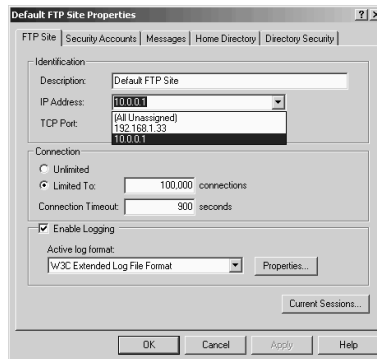 Default FTP Site Properties
FTP Site Security Accounts Messages Home Directory Directory Security
Identification
Description: Default FTP Site
IP Address: 10.0.0.1
TCP Port: (All Unassigned)
192.168.1.33
10.0.0.1
Connection
Unlimited
Limited To: 100,000 connections
Connection Timeout: 900 seconds
Enable Logging
Active log format:
W3C Extended Log File Format Properties...
Current Sessions...
OK Cancel Apply Help